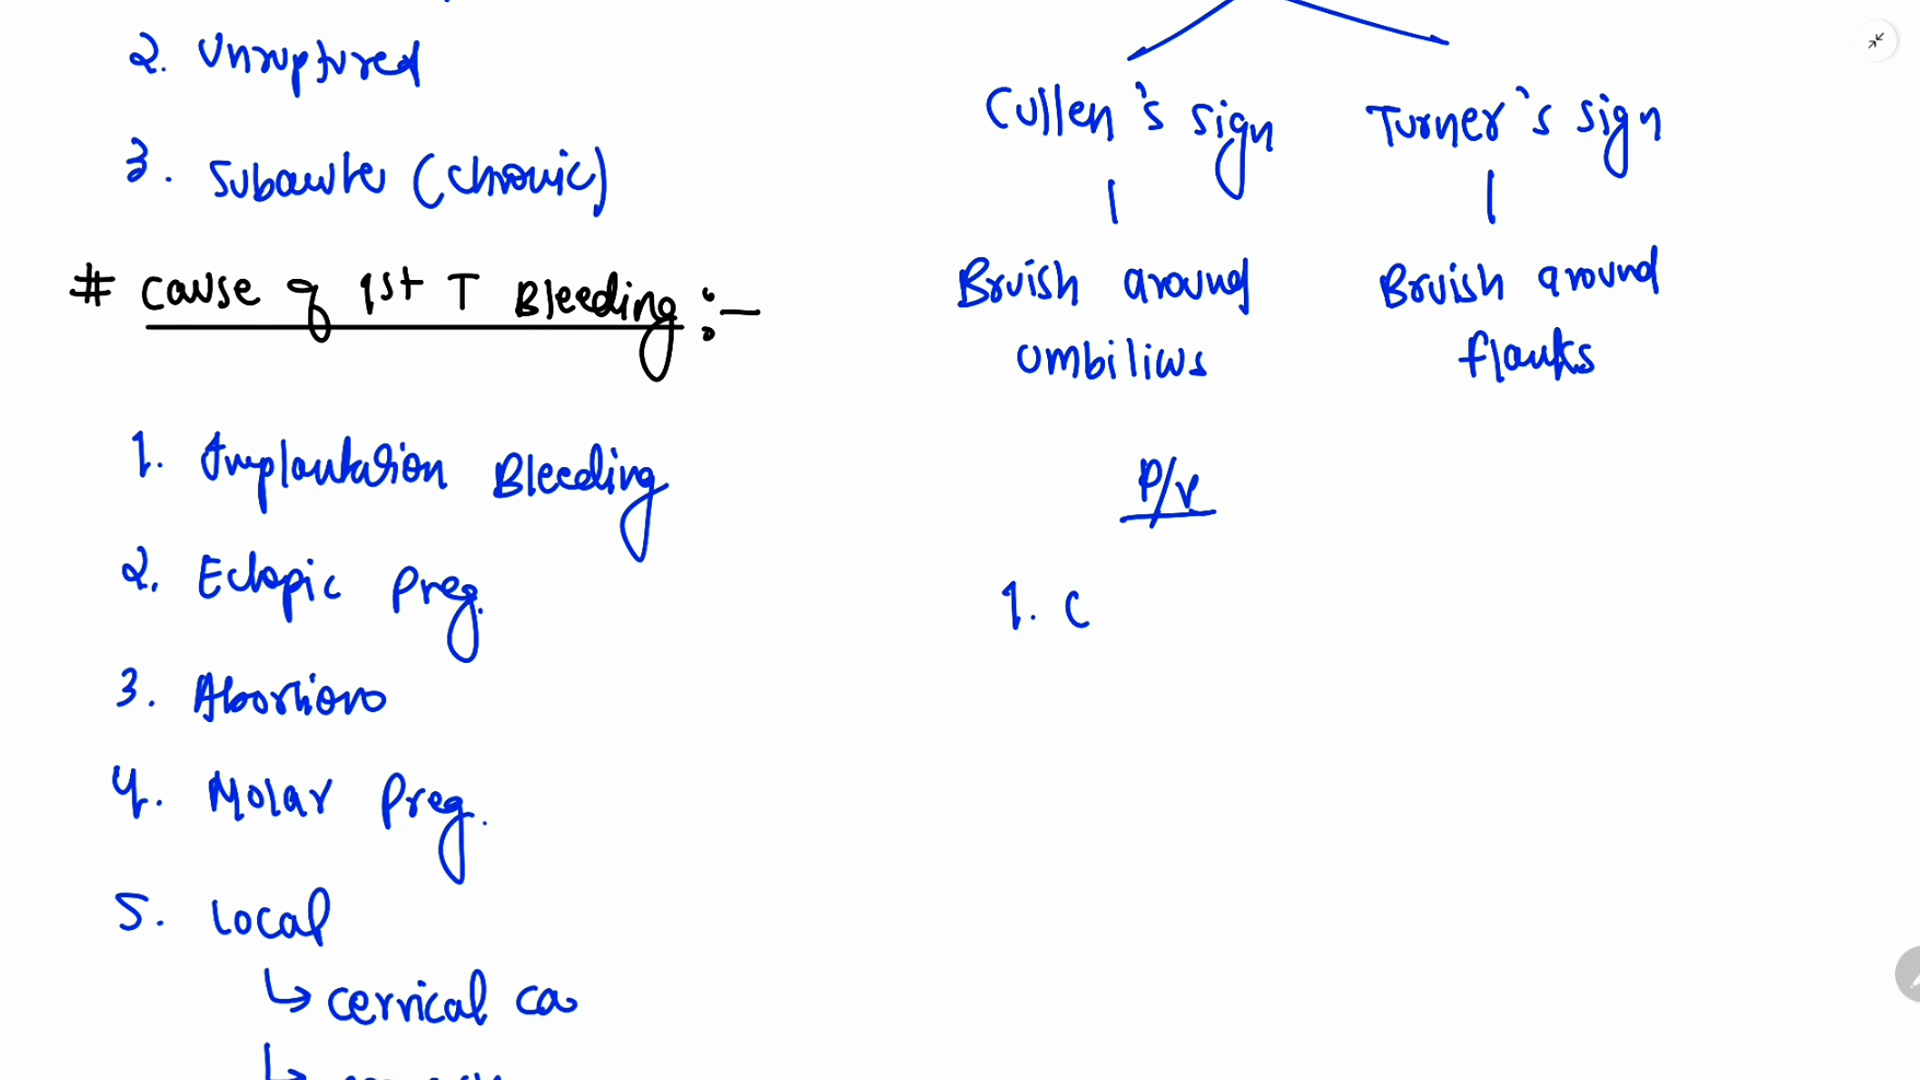 2. Unruptured
3. Subacute (chronic)
# Cause of 1st T Bleeding :-
1. Implantation Bleeding
2. Ectopic Preg.
3. Abortions
4. Molar Preg.
5. Local
↳ cervical ca
Cullen's sign
Turner's sign
Bruish around
umbilicus
Bruish around
flanks
P/v
1. C